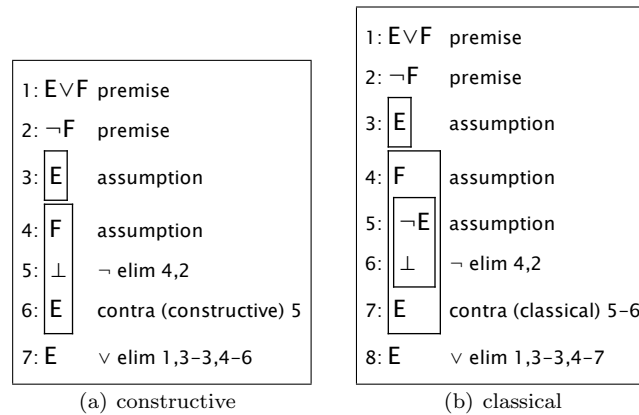 1: E∨F premise
2: ¬F premise
3: E assumption
4: F assumption
5: ⊥ ¬ elim 4,2
6: E contra (constructive) 5
7: E ∨ elim 1,3-3,4-6
(a) constructive
1: E∨F premise
2: ¬F premise
3: E assumption
4: F assumption
5: ¬E assumption
6: ⊥ ¬ elim 4,2
7: E contra (classical) 5-6
8: E ∨ elim 1,3-3,4-7
(b) classical